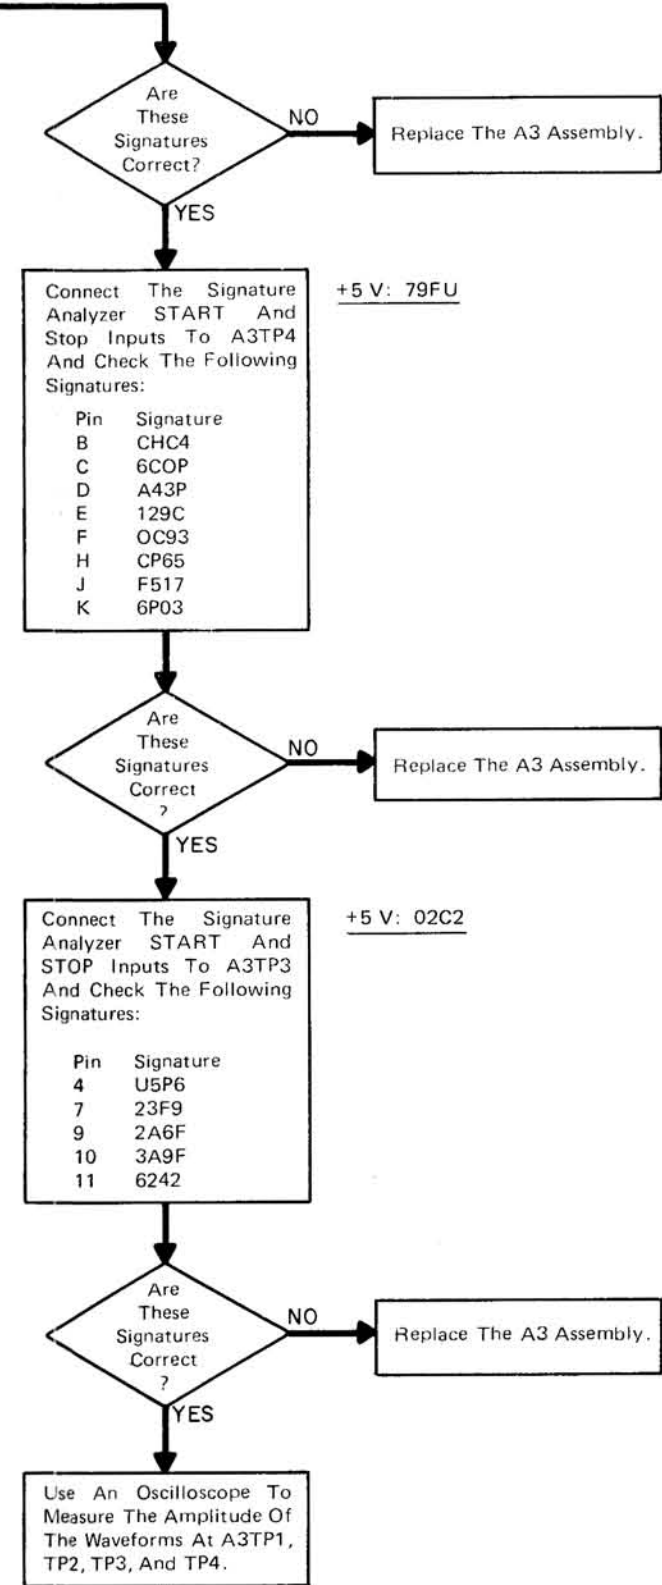 Are
These
Signatures
Correct?
NO
Replace The A3 Assembly.
YES
Connect The Signature
Analyzer START And
Stop Inputs To A3TP4
And Check The Following
Signatures:
+5 V: 79FU
Pin Signature
B CHC4
C 6COP
D A43P
E 129C
F OC93
H CP65
J F517
K 6P03
Are
These
Signatures
Correct
?
NO
Replace The A3 Assembly.
YES
Connect The Signature
Analyzer START And
STOP Inputs To A3TP3
And Check The Following
Signatures:
+5 V: 02C2
Pin Signature
4 U5P6
7 23F9
9 2A6F
10 3A9F
11 6242
Are
These
Signatures
Correct
?
NO
Replace The A3 Assembly.
YES
Use An Oscilloscope To
Measure The Amplitude Of
The Waveforms At A3TP1,
TP2, TP3, And TP4.